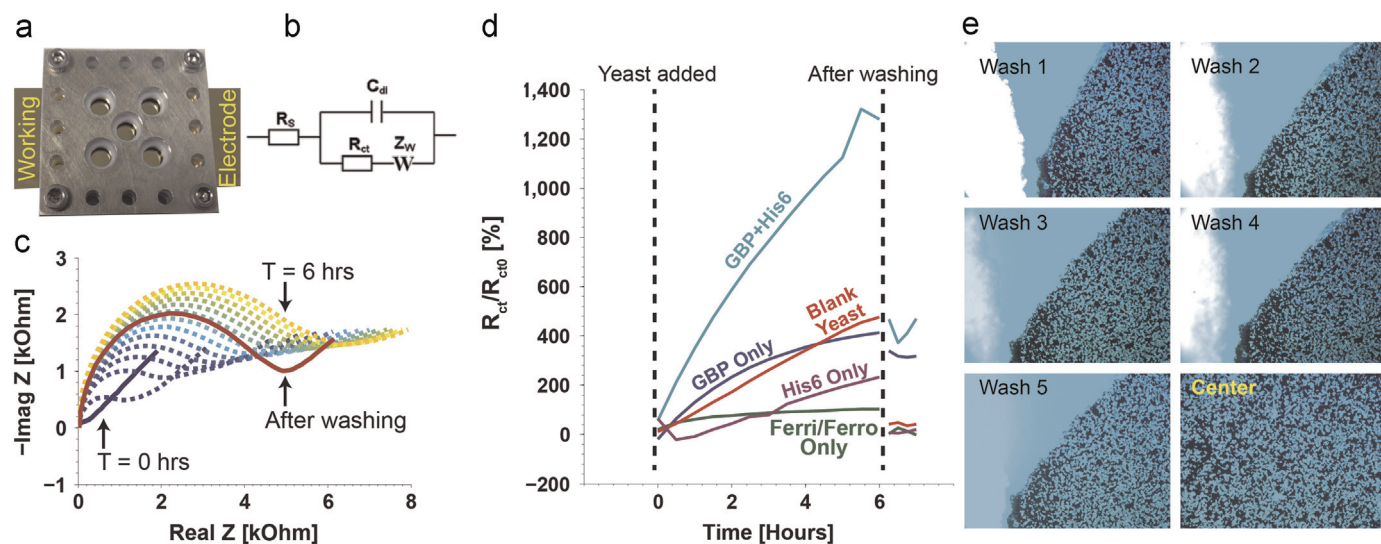 a
Working
Electrode
b
R_S
C_dl
R_ct
Z_W
W
c
3
2
1
0
−1
−Imag Z [kOhm]
T = 6 hrs
After washing
T = 0 hrs
0
2
4
6
8
Real Z [kOhm]
d
Yeast added
After washing
1,400
1,200
1,000
800
600
400
200
0
−200
R_ct/R_ct0 [%]
GBP+His6
Blank
Yeast
GBP Only
His6 Only
Ferri/Ferro
Only
0
2
4
6
Time [Hours]
e
Wash 1
Wash 2
Wash 3
Wash 4
Wash 5
Center